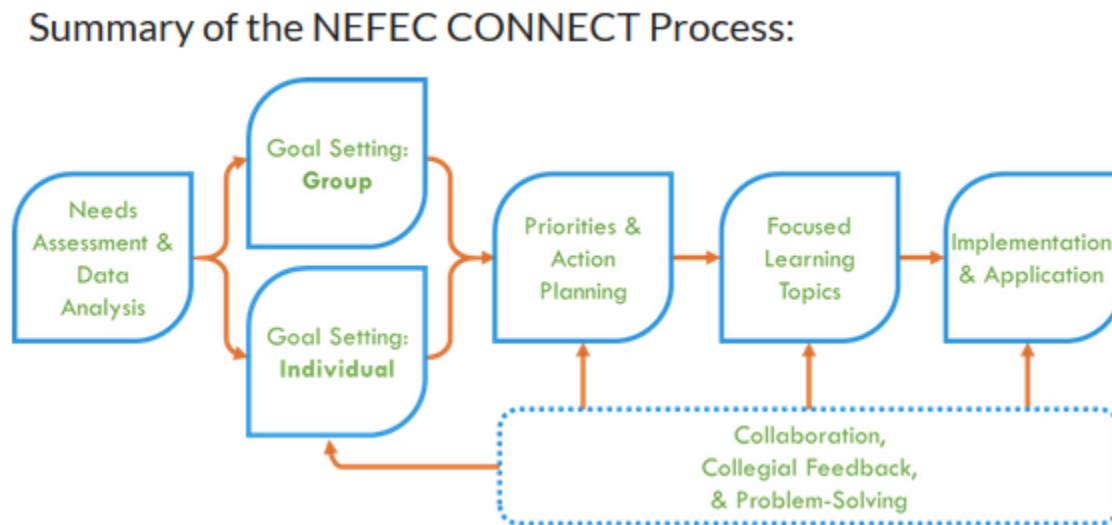 Summary of the NEFEC CONNECT Process:
Needs
Assessment &
Data
Analysis
Goal Setting:
Group
Goal Setting:
Individual
Priorities &
Action
Planning
Focused
Learning
Topics
Implementation
& Application
Collaboration,
Collegial Feedback,
& Problem-Solving